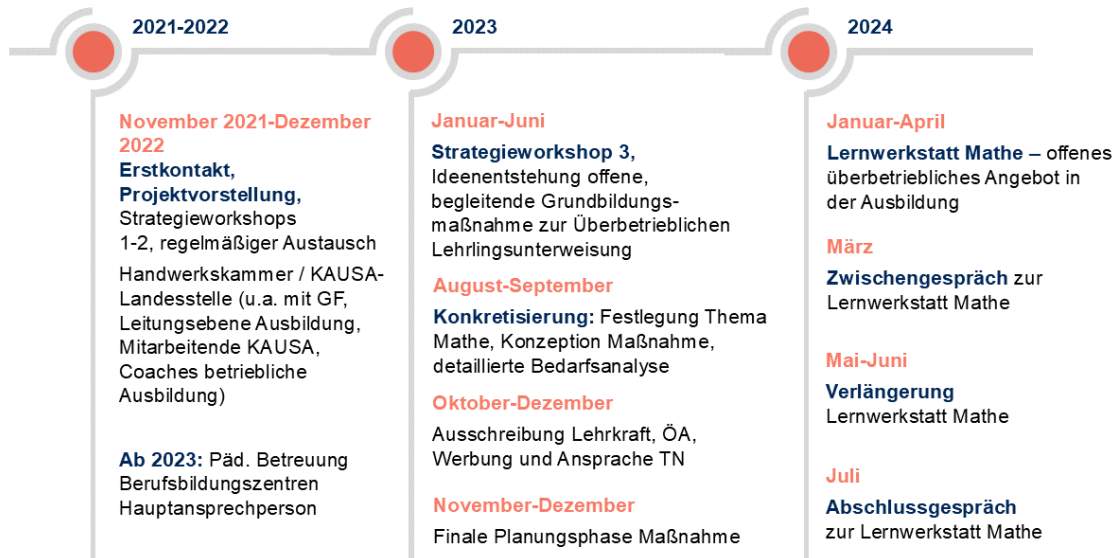 2021-2022
November 2021-Dezember
2022
Erstkontakt,
Projektvorstellung,
Strategieworkshops
1-2, regelmäßiger Austausch
Handwerkskammer / KAUSA-
Landesstelle (u.a. mit GF,
Leitungsebene Ausbildung,
Mitarbeitende KAUSA,
Coaches betriebliche
Ausbildung)
Ab 2023: Päd. Betreuung
Berufsbildungszentren
Hauptansprechperson
2023
Januar-Juni
Strategieworkshop 3,
Ideenentstehung offene,
begleitende Grundbildungs-
maßnahme zur Überbetrieblichen
Lehrlingsunterweisung
August-September
Konkretisierung: Festlegung Thema
Mathe, Konzeption Maßnahme,
detaillierte Bedarfsanalyse
Oktober-Dezember
Ausschreibung Lehrkraft, ÖA,
Werbung und Ansprache TN
November-Dezember
Finale Planungsphase Maßnahme
2024
Januar-April
Lernwerkstatt Mathe – offenes
überbetriebliches Angebot in
der Ausbildung
März
Zwischengespräch zur
Lernwerkstatt Mathe
Mai-Juni
Verlängerung
Lernwerkstatt Mathe
Juli
Abschlussgespräch
zur Lernwerkstatt Mathe